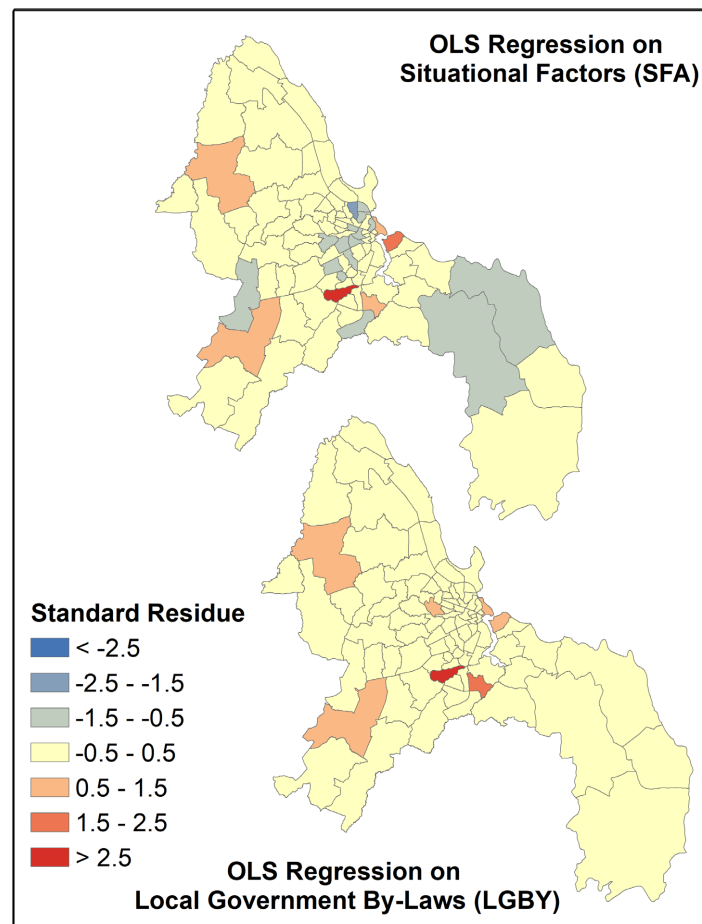 OLS Regression on
Situational Factors (SFA)
Standard Residue
< -2.5
-2.5 - -1.5
-1.5 - -0.5
-0.5 - 0.5
0.5 - 1.5
1.5 - 2.5
> 2.5
OLS Regression on
Local Government By-Laws (LGBY)